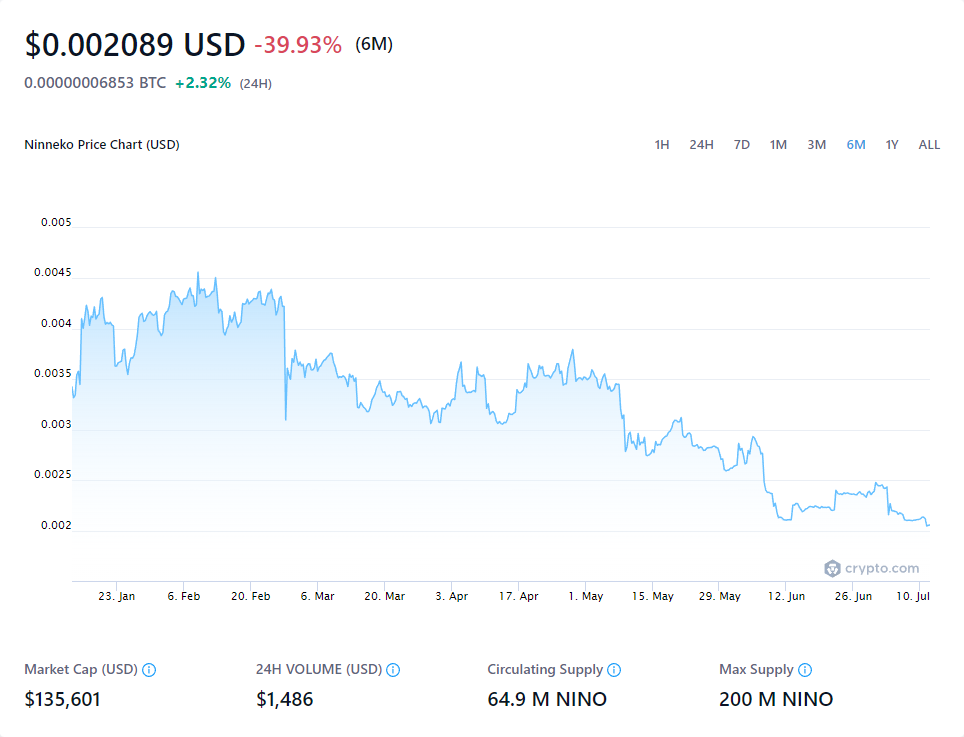 $0.002089 USD -39.93% (6M)
0.00000006853 BTC +2.32% (24H)
Ninneko Price Chart (USD) 1H 24H 7D 1M 3M 6M 1Y ALL
0.005
0.0045
0.004
0.0035
0.003
0.0025
0.002
crypto.com
23. Jan 6. Feb 20. Feb 6. Mar 20. Mar 3. Apr 17. Apr 1. May 15. May 29. May 12. Jun 26. Jun 10. Jul
Market Cap (USD) 24H VOLUME (USD) Circulating Supply Max Supply
$135,601 $1,486 64.9 M NINO 200 M NINO